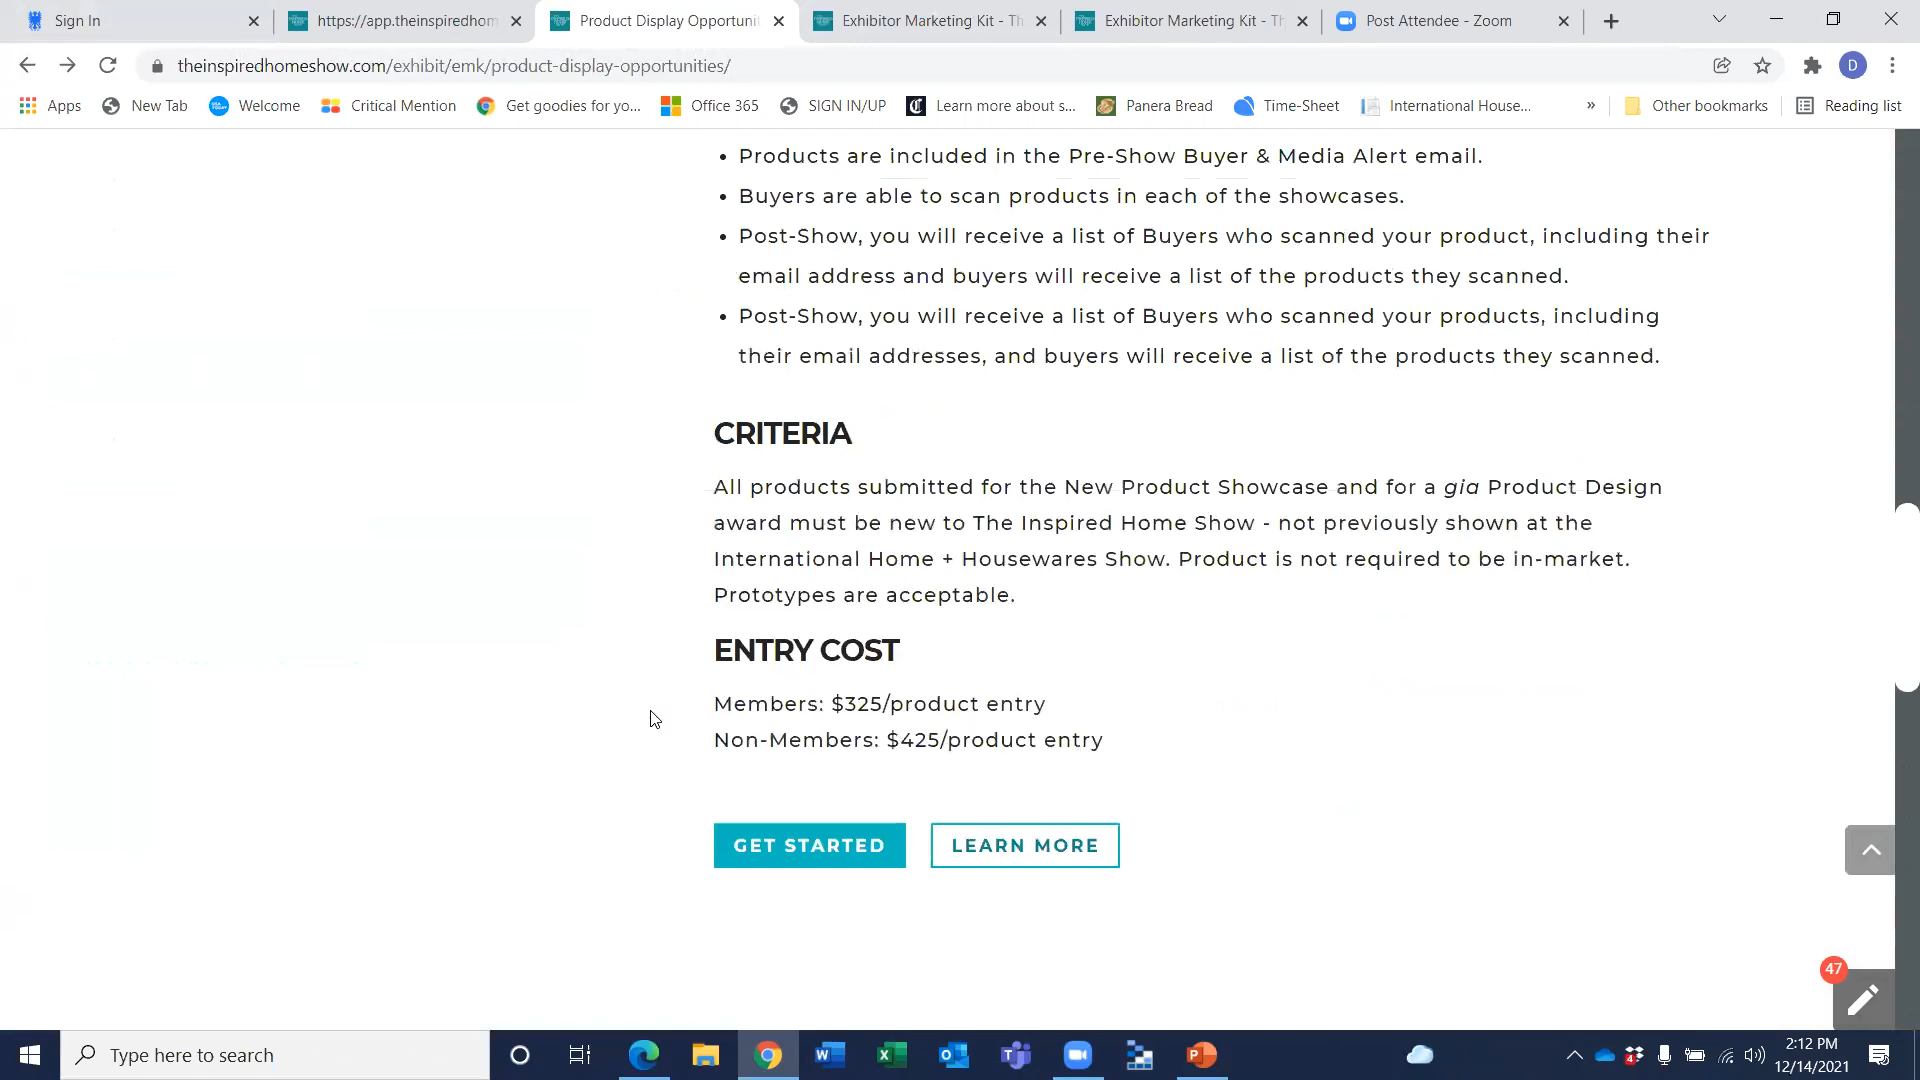 Sign In
https://app.theinspiredhom
Product Display Opportuni
Exhibitor Marketing Kit - Th
Exhibitor Marketing Kit - Th
Post Attendee - Zoom
theinspiredhomeshow.com/exhibit/emk/product-display-opportunities/
D
Apps
New Tab
Welcome
Critical Mention
Get goodies for yo...
Office 365
SIGN IN/UP
Learn more about s...
Panera Bread
Time-Sheet
International House...
»
Other bookmarks
Reading list
• Products are included in the Pre-Show Buyer & Media Alert email.
• Buyers are able to scan products in each of the showcases.
• Post-Show, you will receive a list of Buyers who scanned your product, including their
email address and buyers will receive a list of the products they scanned.
• Post-Show, you will receive a list of Buyers who scanned your products, including
their email addresses, and buyers will receive a list of the products they scanned.
CRITERIA
All products submitted for the New Product Showcase and for a gia Product Design
award must be new to The Inspired Home Show - not previously shown at the
International Home + Housewares Show. Product is not required to be in-market.
Prototypes are acceptable.
ENTRY COST
Members: $325/product entry
Non-Members: $425/product entry
GET STARTED
LEARN MORE
47
Type here to search
2:12 PM
12/14/2021